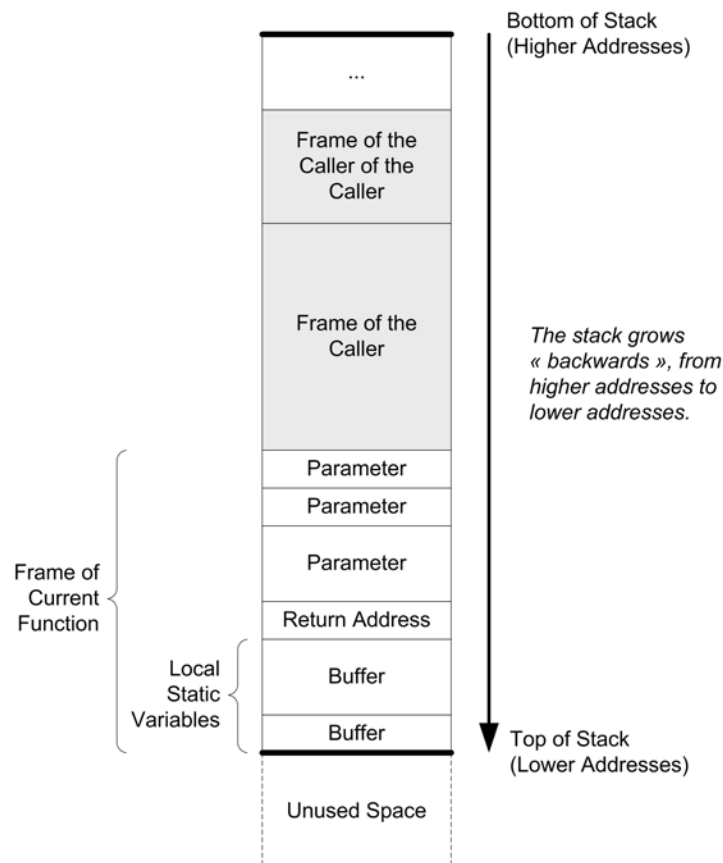 Bottom of Stack
(Higher Addresses)
...
Frame of the
Caller of the
Caller
Frame of the
Caller
The stack grows
« backwards », from
higher addresses to
lower addresses.
Parameter
Parameter
Parameter
Frame of
Current
Function
Return Address
Local
Static
Variables
Buffer
Buffer
Top of Stack
(Lower Addresses)
Unused Space